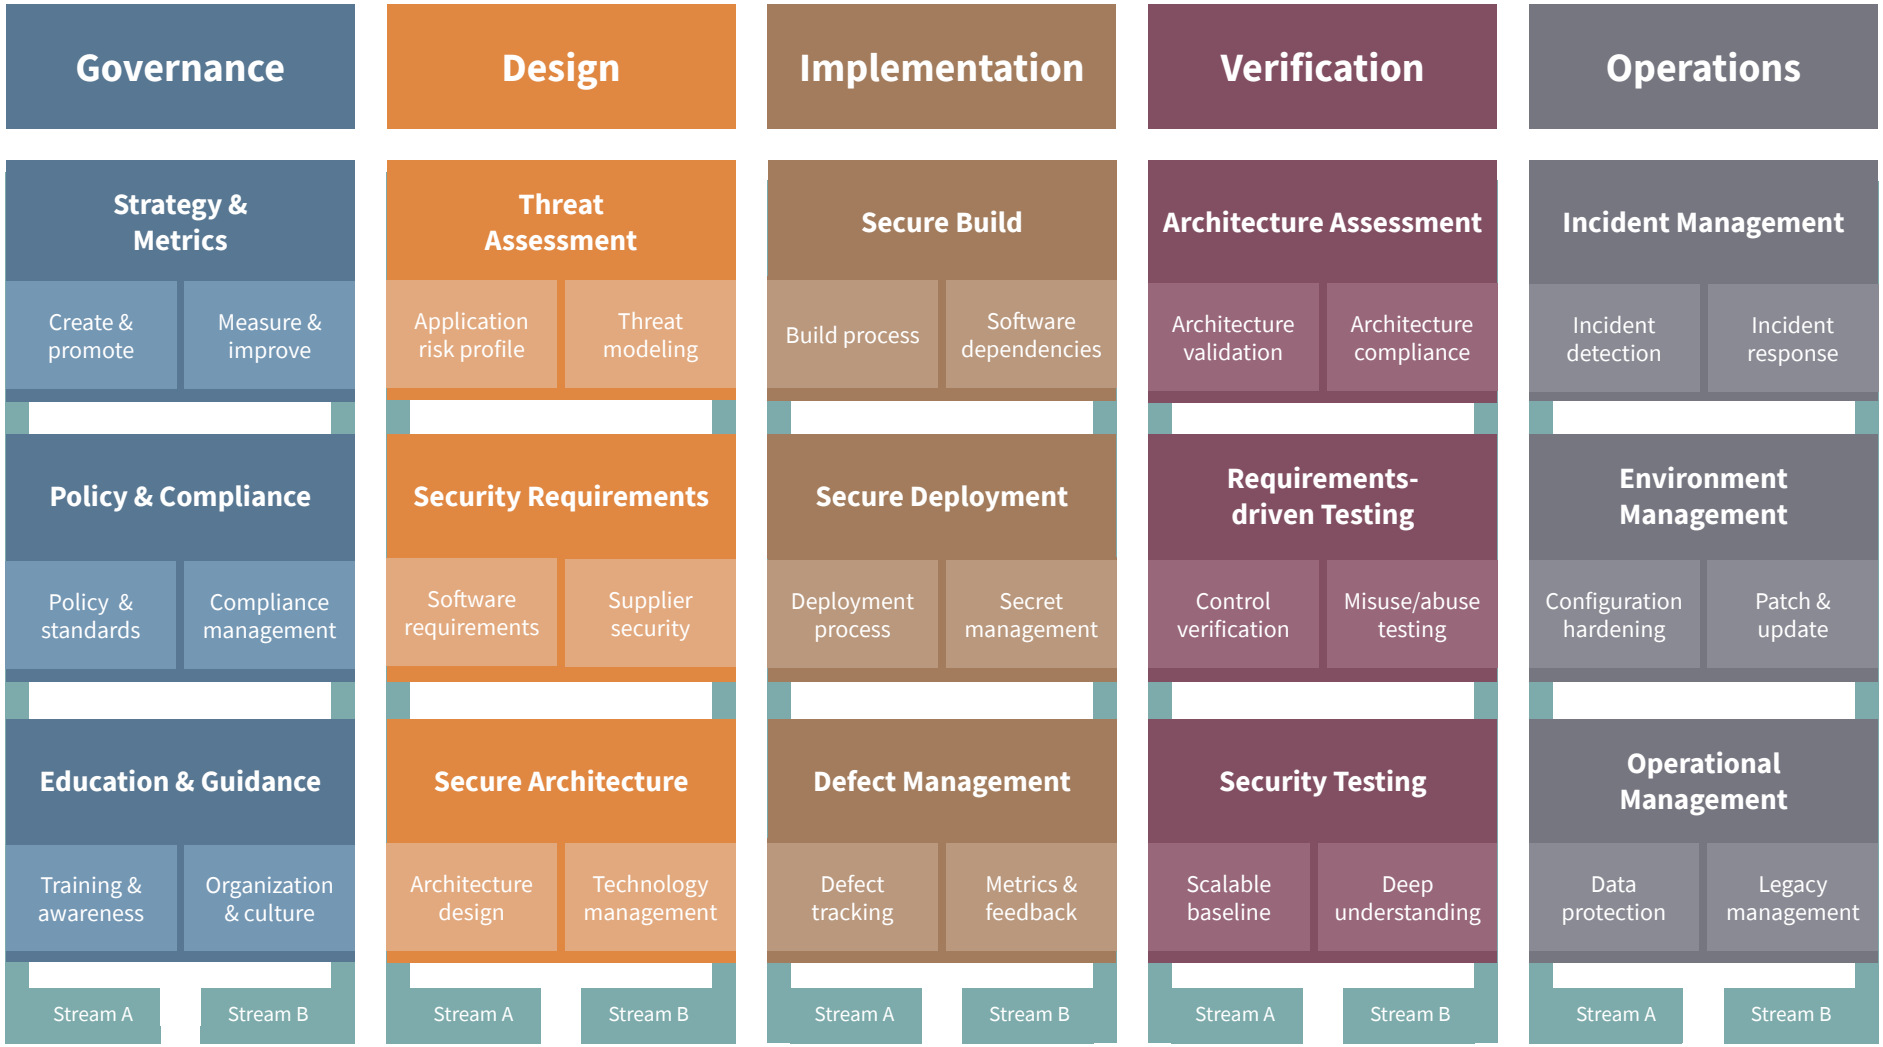 Governance
Design
Implementation
Verification
Operations
Strategy &
Metrics
Create &
promote
Measure &
improve
Threat
Assessment
Application
risk profile
Threat
modeling
Secure Build
Build process
Software
dependencies
Architecture Assessment
Architecture
validation
Architecture
compliance
Incident Management
Incident
detection
Incident
response
Policy & Compliance
Policy & 
standards
Compliance
management
Security Requirements
Software
requirements
Supplier
security
Secure Deployment
Deployment
process
Secret
management
Requirements-
driven Testing
Control
verification
Misuse/abuse
testing
Environment
Management
Configuration
hardening
Patch &
update
Education & Guidance
Training &
awareness
Organization
& culture
Secure Architecture
Architecture
design
Technology
management
Defect Management
Defect
tracking
Metrics &
feedback
Security Testing
Scalable
baseline
Deep
understanding
Operational
Management
Data
protection
Legacy
management
Stream A
Stream B
Stream A
Stream B
Stream A
Stream B
Stream A
Stream B
Stream A
Stream B